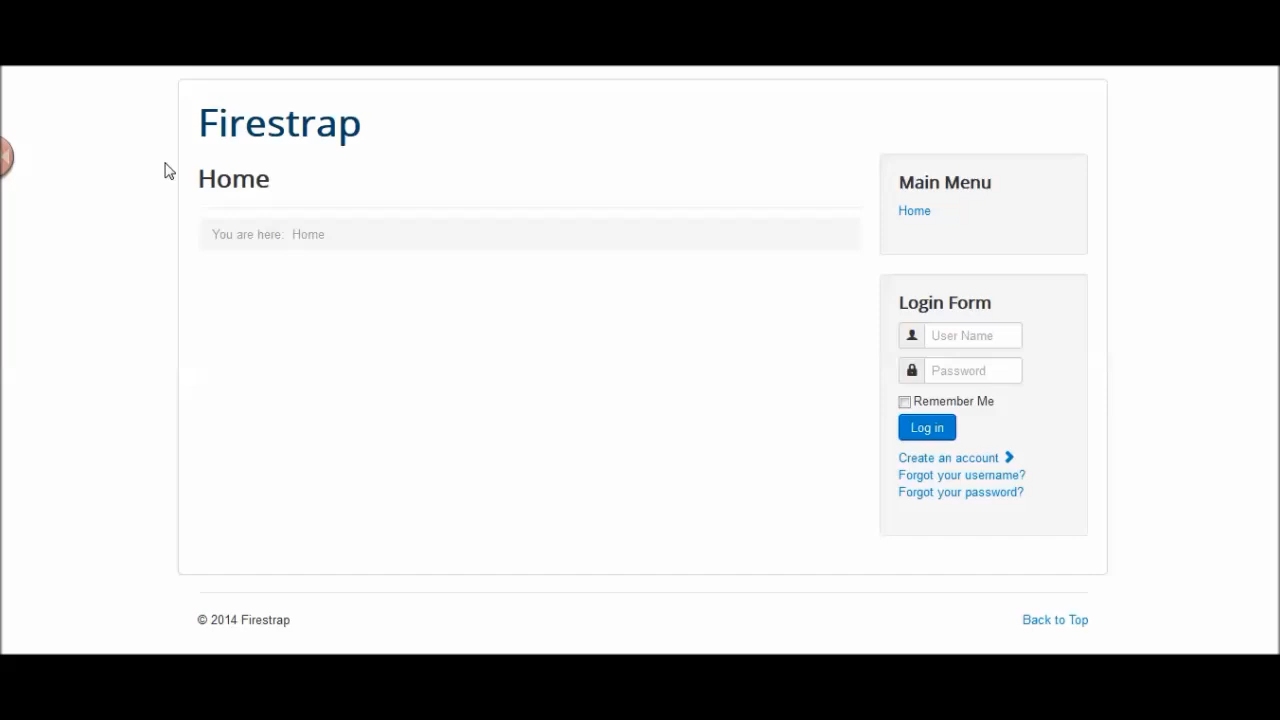 Firestrap
Home
You are here: Home
Main Menu
Home
Login Form
User Name
Password
Remember Me
Log in
Create an account
Forgot your username?
Forgot your password?
© 2014 Firestrap
Back to Top